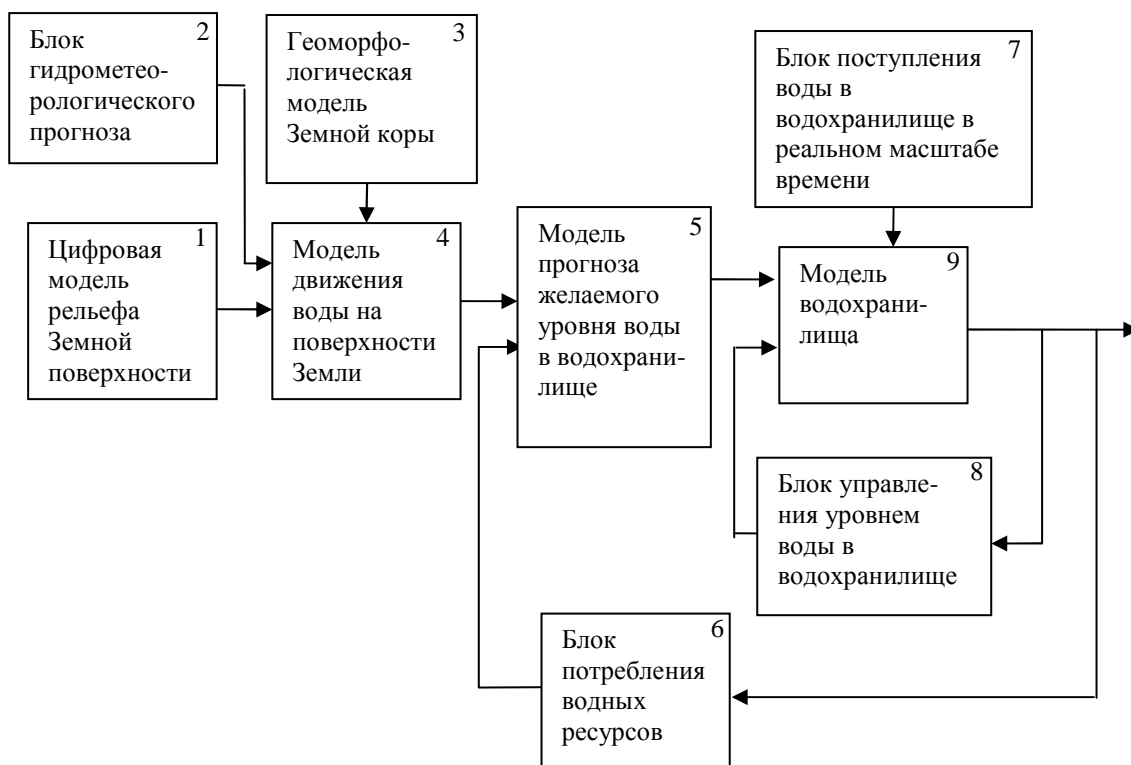 2
Блок
гидрометео-
рологического
прогноза
3
Геоморфо-
логическая
модель
Земной коры
7
Блок поступления
воды в
водохранилище в
реальном масштабе
времени
1
Цифровая
модель
рельефа
Земной
поверхности
4
Модель
движения
воды на
поверхности
Земли
5
Модель
прогноза
желаемого
уровня воды
в водохрани-
лище
9
Модель
водохрани-
лища
8
Блок управле-
ния уровнем
воды в
водохранилище
6
Блок
потребления
водных
ресурсов